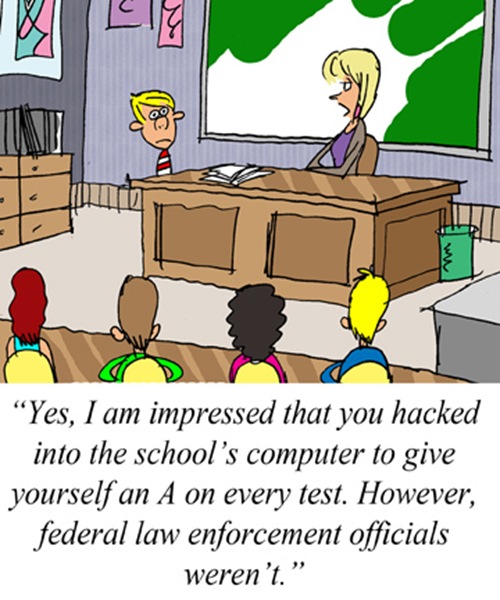 “Yes, I am impressed that you hacked
into the school’s computer to give
yourself an A on every test. However,
federal law enforcement officials
weren’t.”